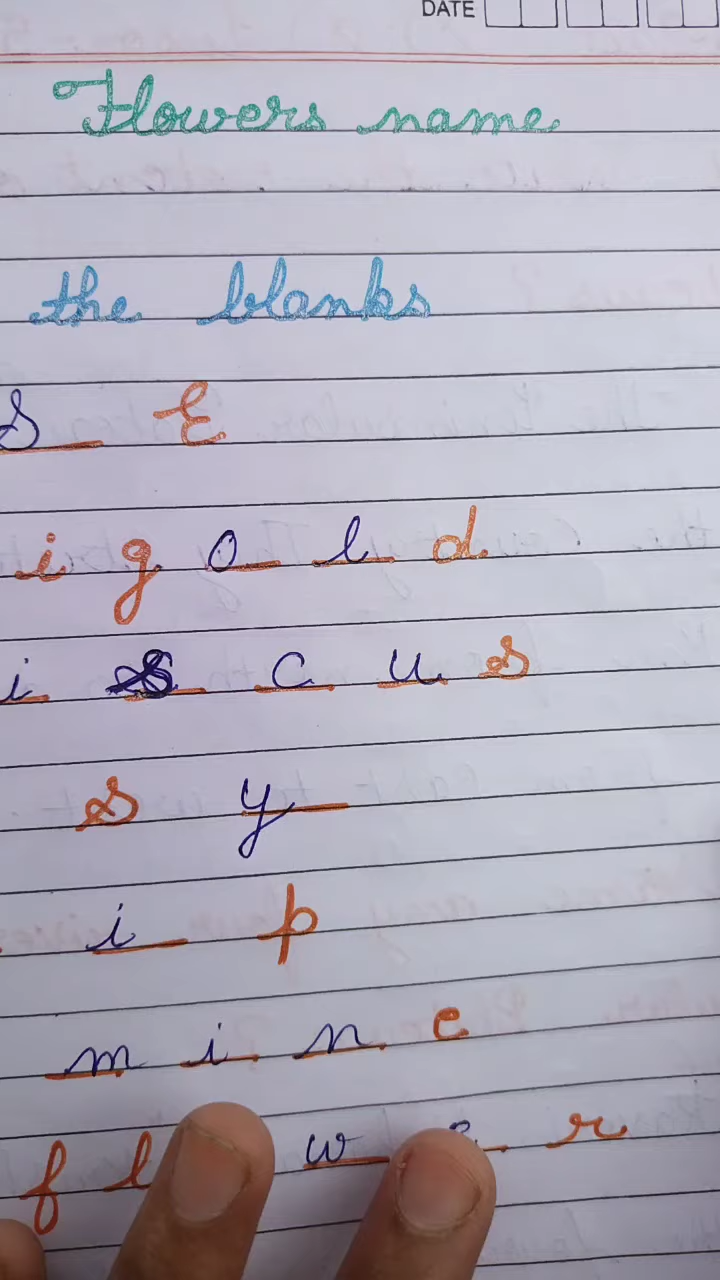 DATE
Flowers name
the blanks
S E
i g o l d
i s c u s
s y
i p
m i n e
f l w e r